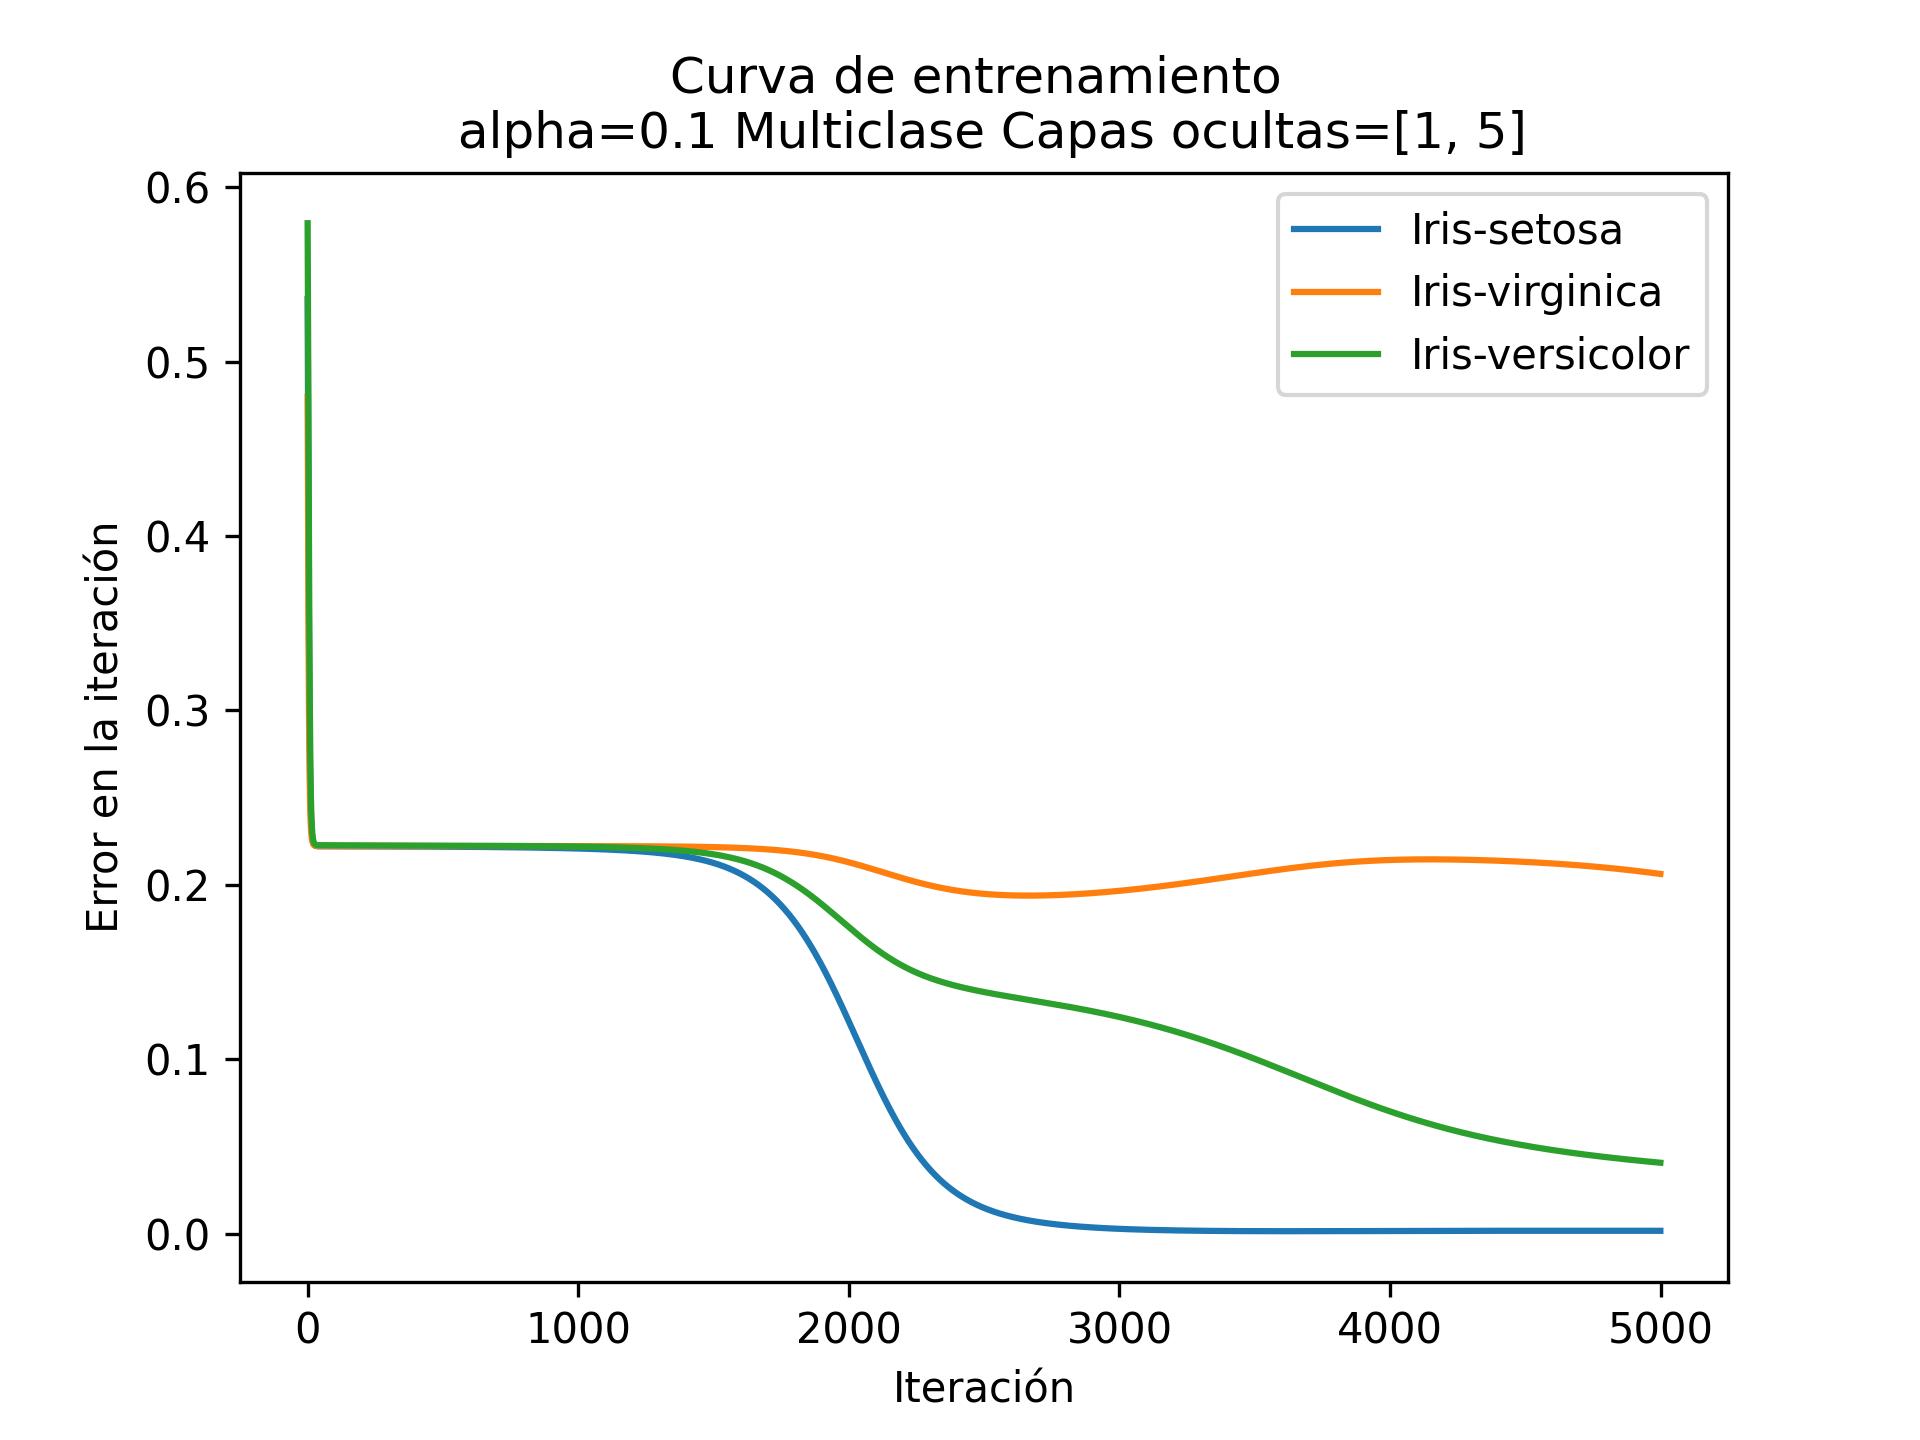 Curva de entrenamiento
alpha=0.1 Multiclase Capas ocultas=[1, 5]
Iris-setosa
Iris-virginica
Iris-versicolor
Error en la iteración
0.6
0.5
0.4
0.3
0.2
0.1
0.0
0 1000 2000 3000 4000 5000
Iteración